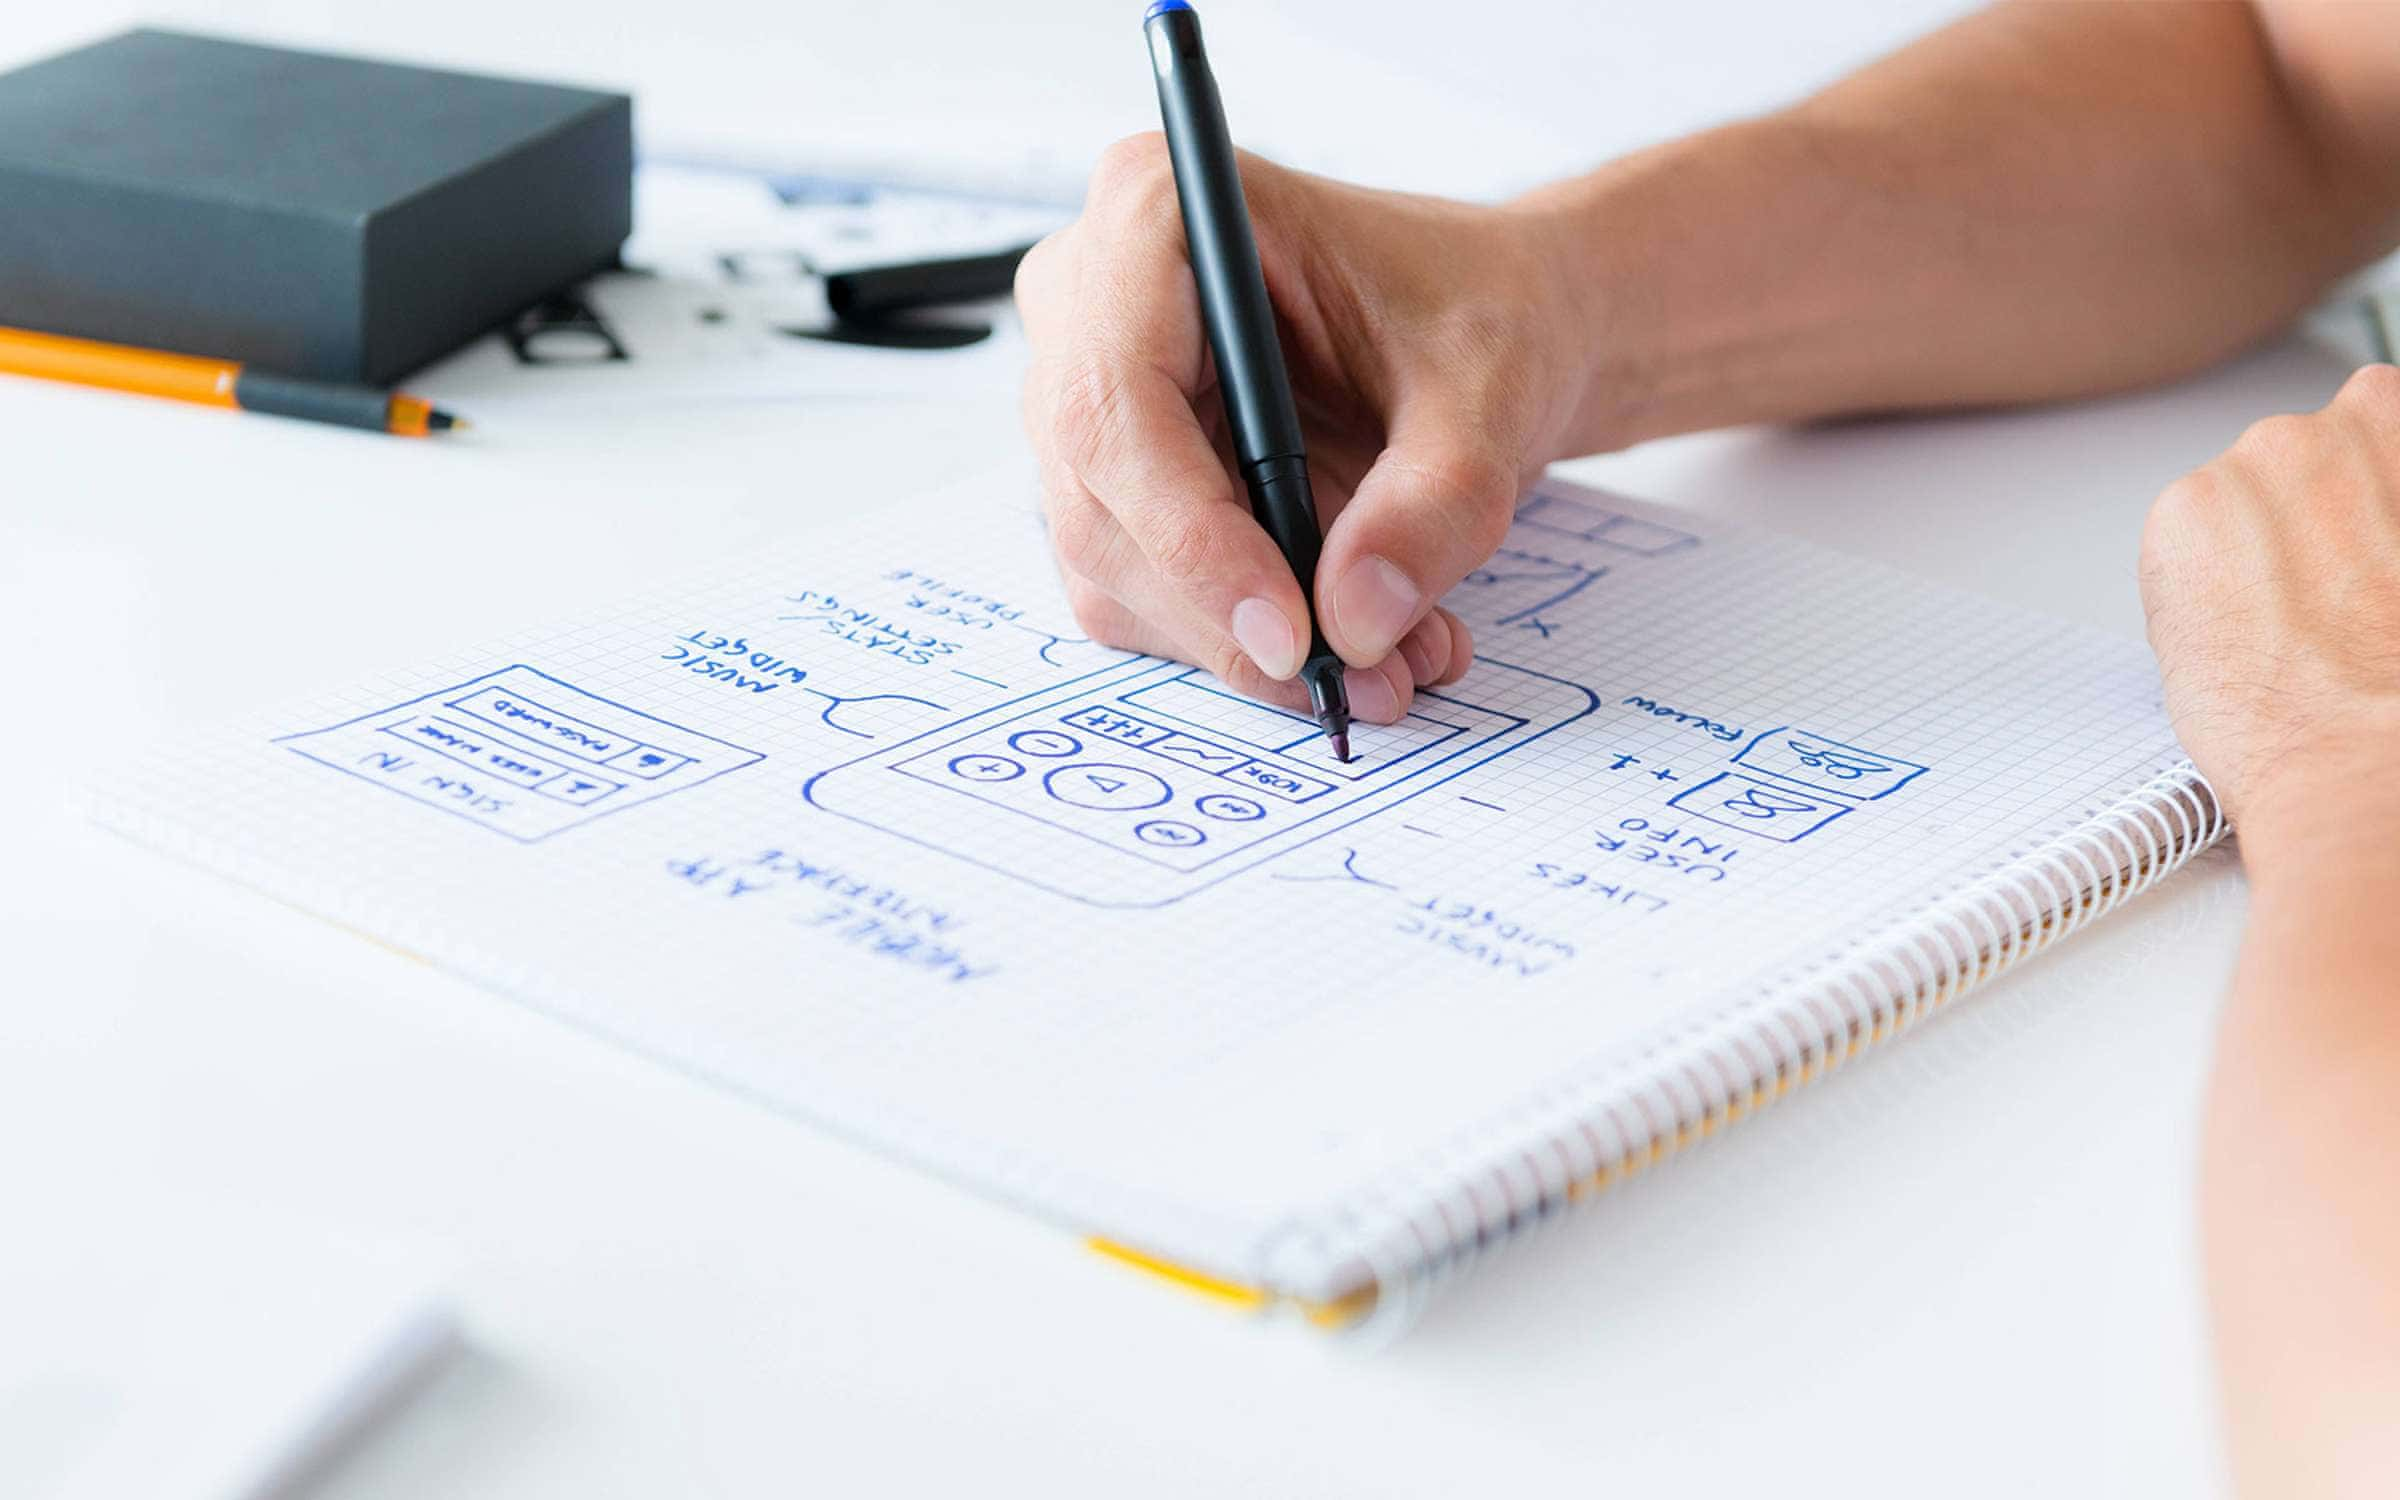 MOBILE APP
INTERFACE
SIGN IN
USER NAME
PASSWORD
MUSIC
WIDGET
STATS/
SETTINGS
USER
PROFILE
109K
++
MUSIC
WIDGET
LIKES
USER
INFO
+1
FOLLOW
X